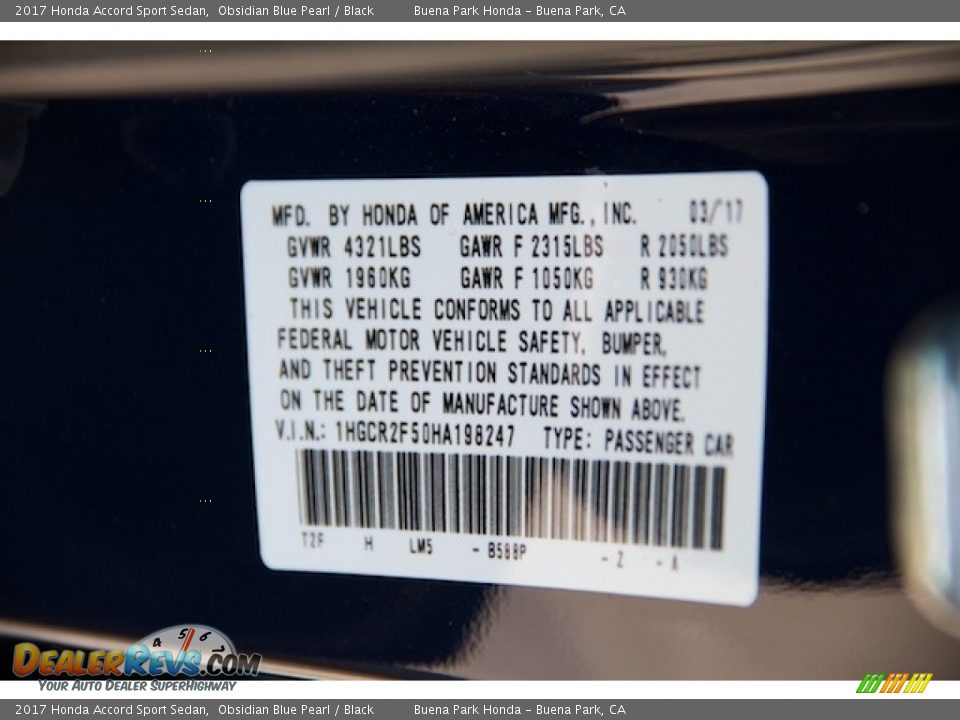 2017 Honda Accord Sport Sedan, Obsidian Blue Pearl / Black Buena Park Honda - Buena Park, CA
MFD. BY HONDA OF AMERICA MFG., INC. 03/17
GVWR 4321LBS GAWR F 2315LBS R 2050LBS
GVWR 1960KG GAWR F 1050KG R 930KG
THIS VEHICLE CONFORMS TO ALL APPLICABLE
FEDERAL MOTOR VEHICLE SAFETY, BUMPER,
AND THEFT PREVENTION STANDARDS IN EFFECT
ON THE DATE OF MANUFACTURE SHOWN ABOVE.
V.I.N.: 1HGCR2F50HA198247 TYPE: PASSENGER CAR
T2F H LM5 - B588P - Z - A
4 5 6
DEALERREVS.COM
YOUR AUTO DEALER SUPERHIGHWAY
2017 Honda Accord Sport Sedan, Obsidian Blue Pearl / Black Buena Park Honda - Buena Park, CA